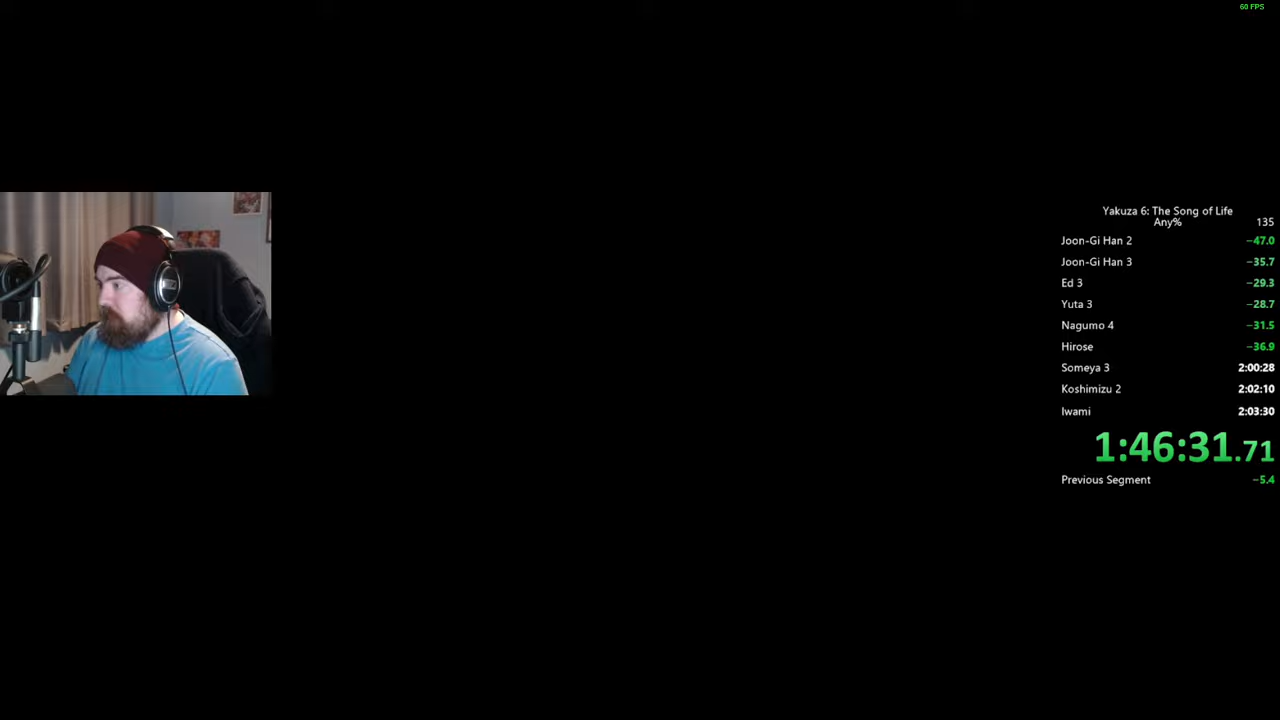 60 FPS
Yakuza 6: The Song of Life
Any% 135
Joon-Gi Han 2 -47.0
Joon-Gi Han 3 -35.7
Ed 3 -29.3
Yuta 3 -28.7
Nagumo 4 -31.5
Hirose -36.9
Someya 3 2:00:28
Koshimizu 2 2:02:10
Iwami 2:03:30
1:46:31.71
Previous Segment -5.4